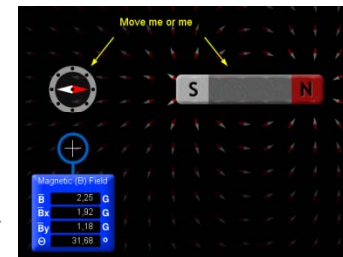 Move me or me
S N
Magnetic (B) Field
B 2,25 G
Bx 1,92 G
By 1,18 G
Θ 31,68 °